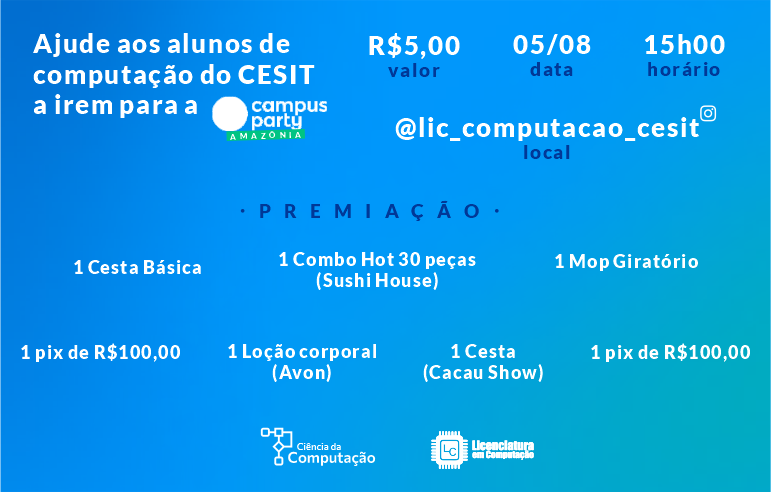 Ajude aos alunos de
computação do CESIT
a irem para a
campus
party
AMAZÔNIA
R$5,00
valor
05/08
data
15h00
horário
@lic_computacao_cesit
local
· PREMIAÇÃO ·
1 Cesta Básica
1 Combo Hot 30 peças
(Sushi House)
1 Mop Giratório
1 pix de R$100,00
1 Loção corporal
(Avon)
1 Cesta
(Cacau Show)
1 pix de R$100,00
Ciência da
Computação
LC
Licenciatura
em Computação